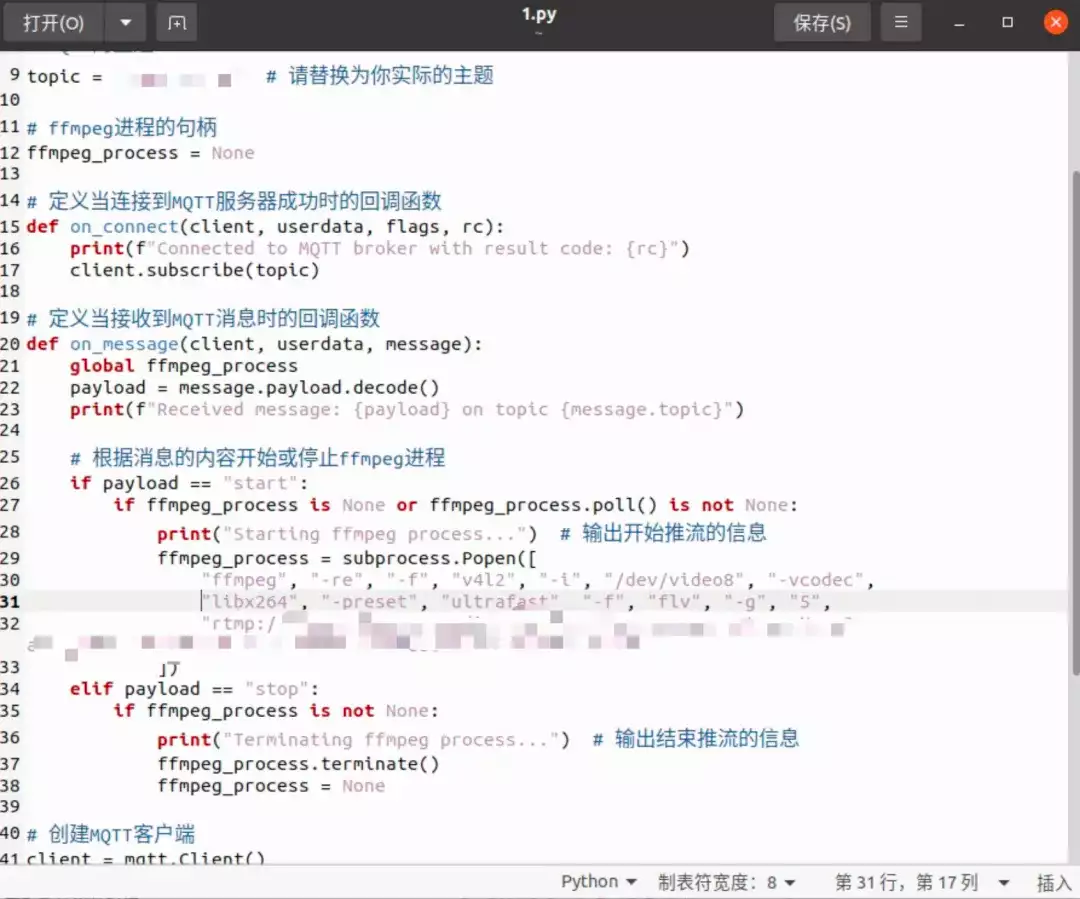 打开(O)
1.py
~
保存(S)
9 topic = # 请替换为你实际的主题
10
11 # ffmpeg进程的句柄
12 ffmpeg_process = None
13
14 # 定义当连接到MQTT服务器成功时的回调函数
15 def on_connect(client, userdata, flags, rc):
16     print(f"Connected to MQTT broker with result code: {rc}")
17     client.subscribe(topic)
18
19 # 定义当接收到MQTT消息时的回调函数
20 def on_message(client, userdata, message):
21     global ffmpeg_process
22     payload = message.payload.decode()
23     print(f"Received message: {payload} on topic {message.topic}")
24
25     # 根据消息的内容开始或停止ffmpeg进程
26     if payload == "start":
27         if ffmpeg_process is None or ffmpeg_process.poll() is not None:
28             print("Starting ffmpeg process...")  # 输出开始推流的信息
29             ffmpeg_process = subprocess.Popen([
30                 "ffmpeg", "-re", "-f", "v4l2", "-i", "/dev/video8", "-vcodec",
31                 "libx264", "-preset", "ultrafast", "-f", "flv", "-g", "5",
32                 "rtmp:/
33             ])
34     elif payload == "stop":
35         if ffmpeg_process is not None:
36             print("Terminating ffmpeg process...")  # 输出结束推流的信息
37             ffmpeg_process.terminate()
38             ffmpeg_process = None
39
40 # 创建MQTT客户端
41 client = mqtt.Client()
Python 制表符宽度：8 第 31 行，第 17 列 插入